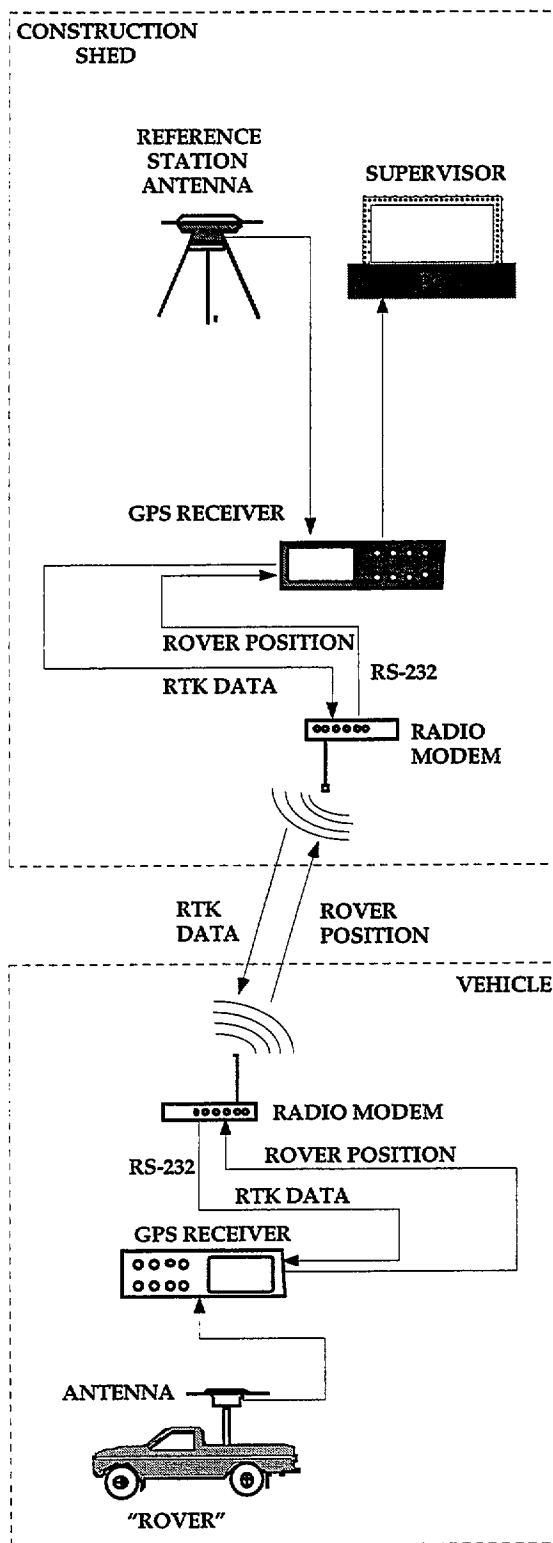 CONSTRUCTION
SHED
REFERENCE
STATION
ANTENNA
SUPERVISOR
GPS RECEIVER
ROVER POSITION
RTK DATA
RS-232
RADIO
MODEM
RTK
DATA
ROVER
POSITION
VEHICLE
RADIO MODEM
ROVER POSITION
RS-232
RTK DATA
GPS RECEIVER
ANTENNA
"ROVER"